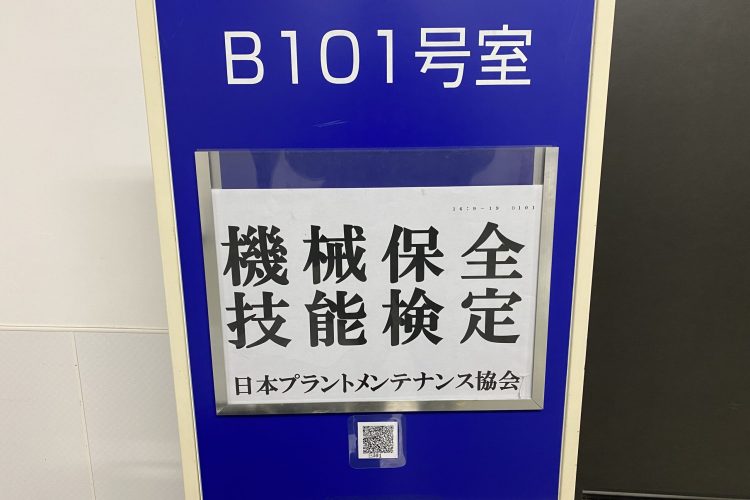 B101号室
機械保全
技能検定
日本プラントメンテナンス協会